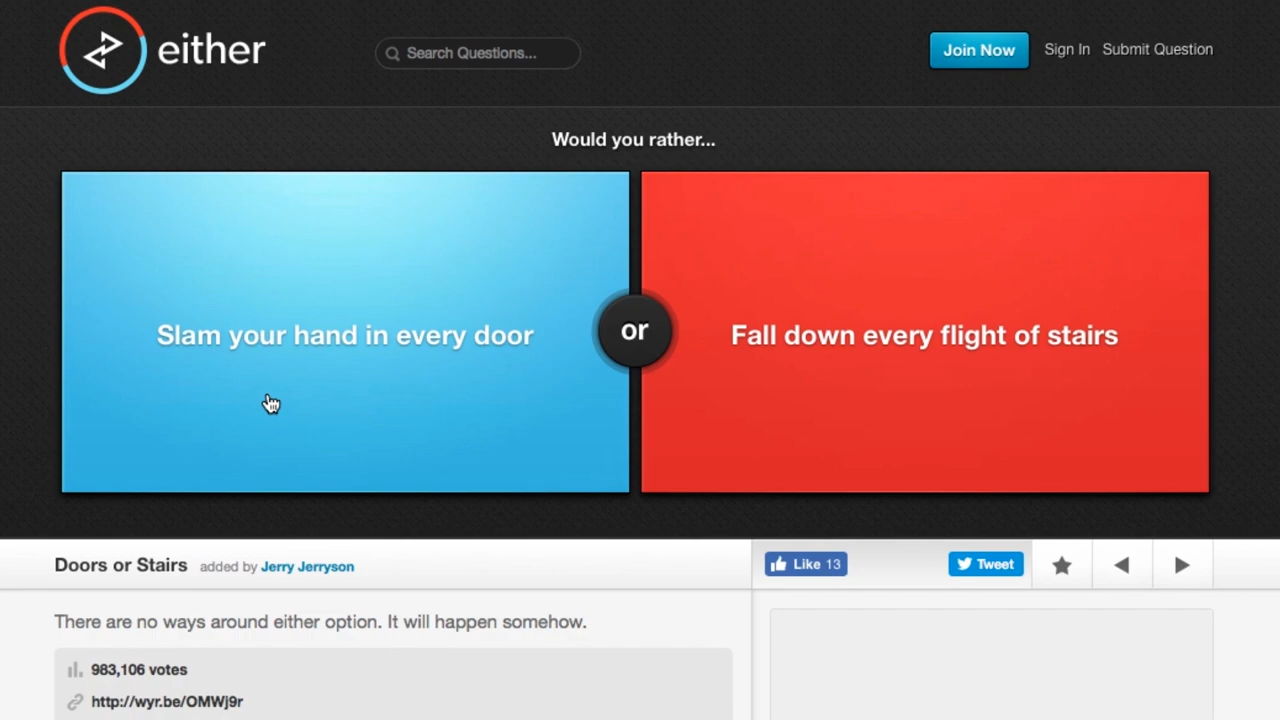 either
Search Questions...
Join Now
Sign In
Submit Question
Would you rather...
Slam your hand in every door
or
Fall down every flight of stairs
Doors or Stairs added by Jerry Jerryson
Like 13
Tweet
There are no ways around either option. It will happen somehow.
983,106 votes
http://wyr.be/OMWj9r